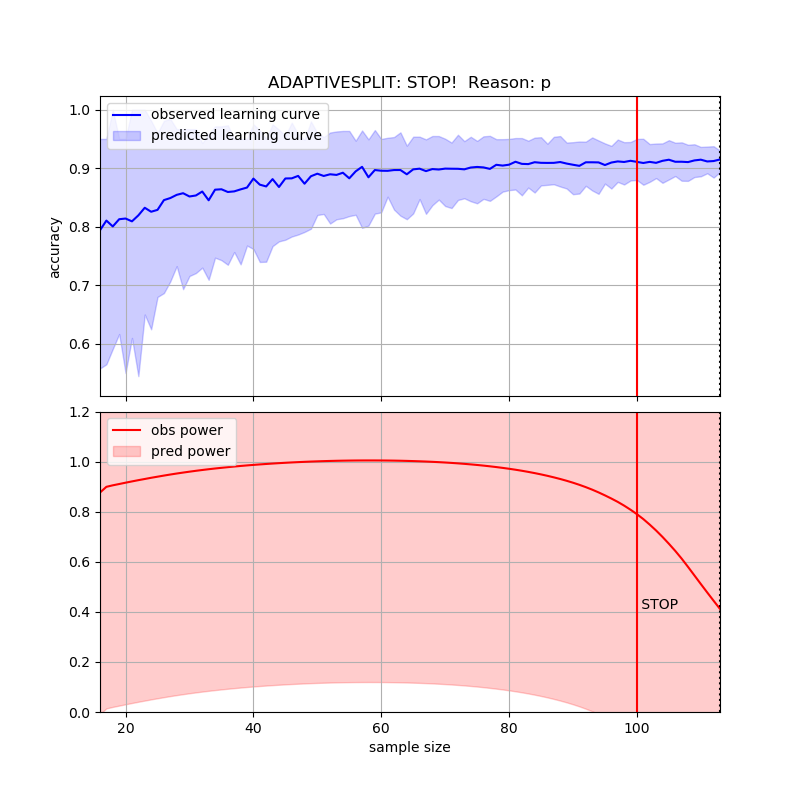 ADAPTIVESPLIT: STOP!  Reason: p
1.0
0.9
0.8
0.7
0.6
accuracy
observed learning curve
predicted learning curve
1.2
1.0
0.8
0.6
0.4
0.2
0.0
obs power
pred power
STOP
20
40
60
80
100
sample size